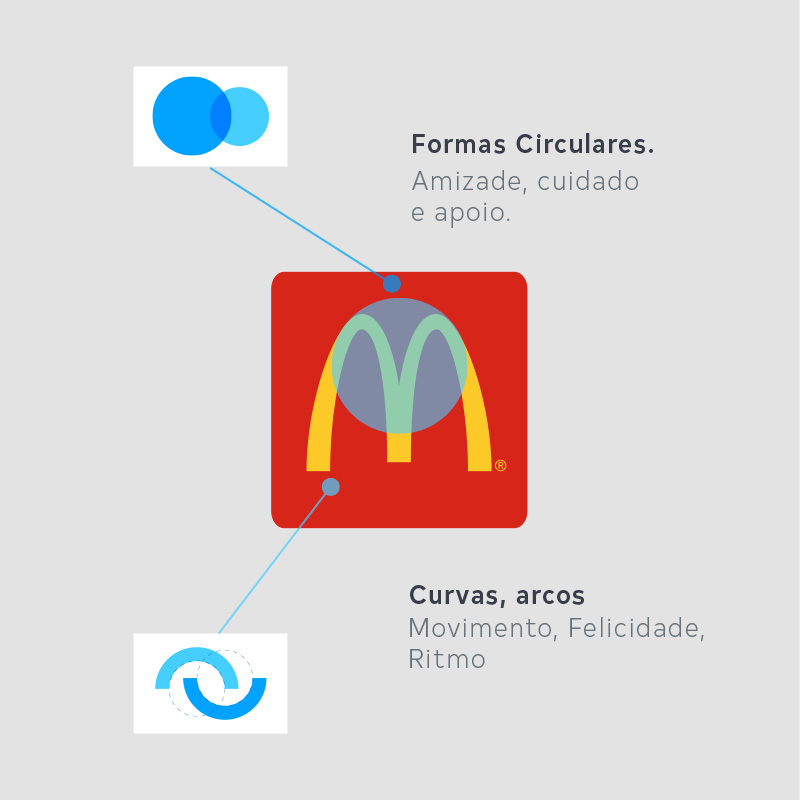 Formas Circulares.
Amizade, cuidado
e apoio.
®
Curvas, arcos
Movimento, Felicidade,
Ritmo